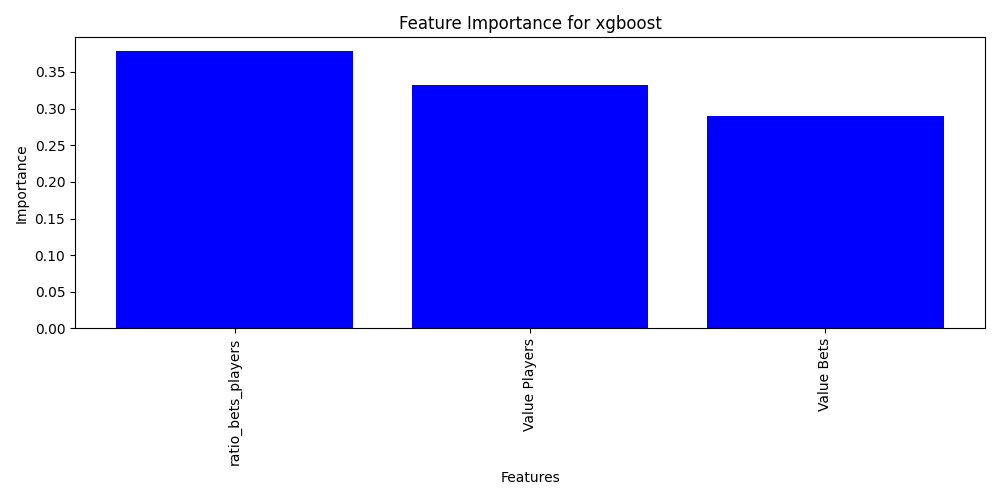 Feature Importance for xgboost
Importance
0.35
0.30
0.25
0.20
0.15
0.10
0.05
0.00
ratio_bets_players
Value Players
Value Bets
Features